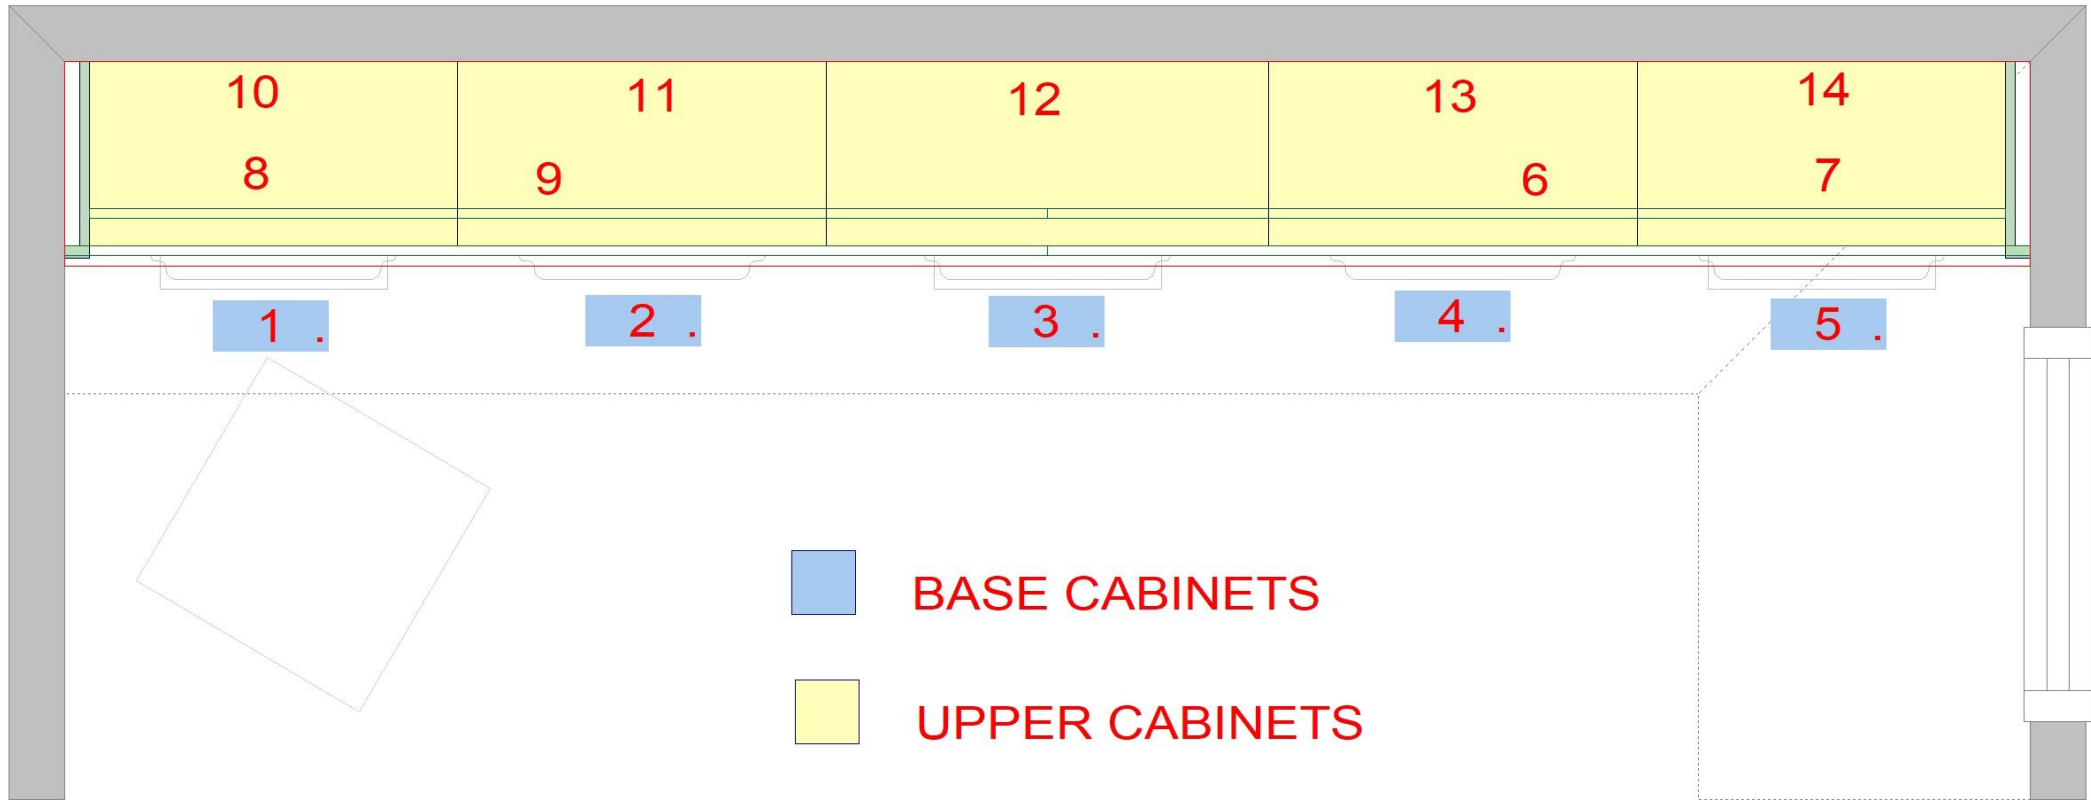 10 11 12 13 14
8 9 6 7
1 . 2 . 3 . 4 . 5 .
BASE CABINETS
UPPER CABINETS